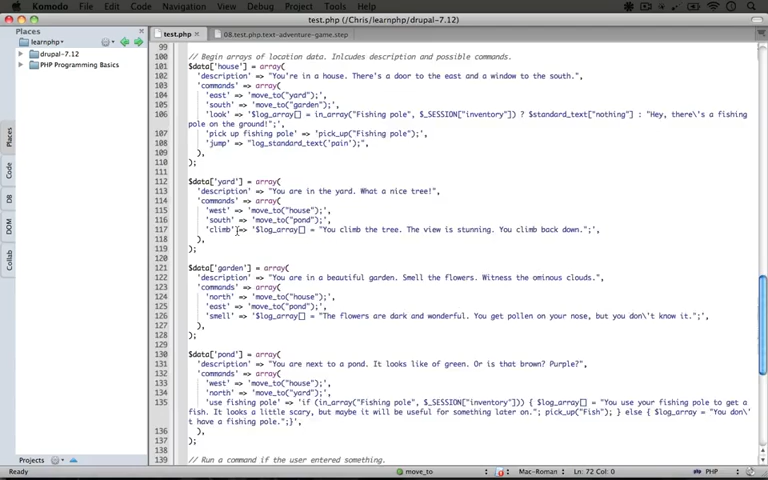 Komodo File Edit Code Navigation View Debug Project Tools Window Help
test.php (/Chris/learnphp/drupal-7.12)
Places
test.php 08.text-adventure-game.step
learnphp
drupal-7.12
PHP Programming Basics
Places
Code
DB
DOM
Collab
99
100 // Begin arrays of location data. Inlcudes description and possible commands.
101 $data['house'] = array(
102 'description' => "You're in a house. There's a door to the east and a window to the south.",
103 'commands' => array(
104 'east' => 'move_to("yard");',
105 'south' => 'move_to("garden");',
106 'look' => '$log_array[] = in_array("Fishing pole", $_SESSION["inventory"]) ? $standard_text["nothing"] : "Hey, there\'s a fishing
pole on the ground!";',
107 'pick up fishing pole' => 'pick_up("Fishing pole");',
108 'jump' => "log_standard_text('pain');",
109 ),
110 );
111
112 $data['yard'] = array(
113 'description' => "You are in the yard. What a nice tree!",
114 'commands' => array(
115 'west' => 'move_to("house");',
116 'south' => 'move_to("pond");',
117 'climb' => '$log_array[] = "You climb the tree. The view is stunning. You climb back down.";',
118 ),
119 );
120
121 $data['garden'] = array(
122 'description' => "You are in a beautiful garden. Smell the flowers. Witness the ominous clouds.",
123 'commands' => array(
124 'north' => 'move_to("house");',
125 'east' => 'move_to("pond");',
126 'smell' => '$log_array[] = "The flowers are dark and wonderful. You get pollen on your nose, but you don\'t know it.";',
127 ),
128 );
129
130 $data['pond'] = array(
131 'description' => "You are next to a pond. It looks like of green. Or is that brown? Purple?",
132 'commands' => array(
133 'west' => 'move_to("house");',
134 'north' => 'move_to("yard");',
135 'use fishing pole' => 'if (in_array("Fishing pole", $_SESSION["inventory"])) { $log_array[] = "You use your fishing pole to get a
fish. It looks a little scary, but maybe it will be useful for something later on."; pick_up("Fish"); } else { $log_array = "You don\'
t have a fishing pole.";}',
136 ),
137 );
138
139 // Run a command if the user entered something.
Projects
Ready move_to Mac-Roman Ln: 72 Col: 0 PHP